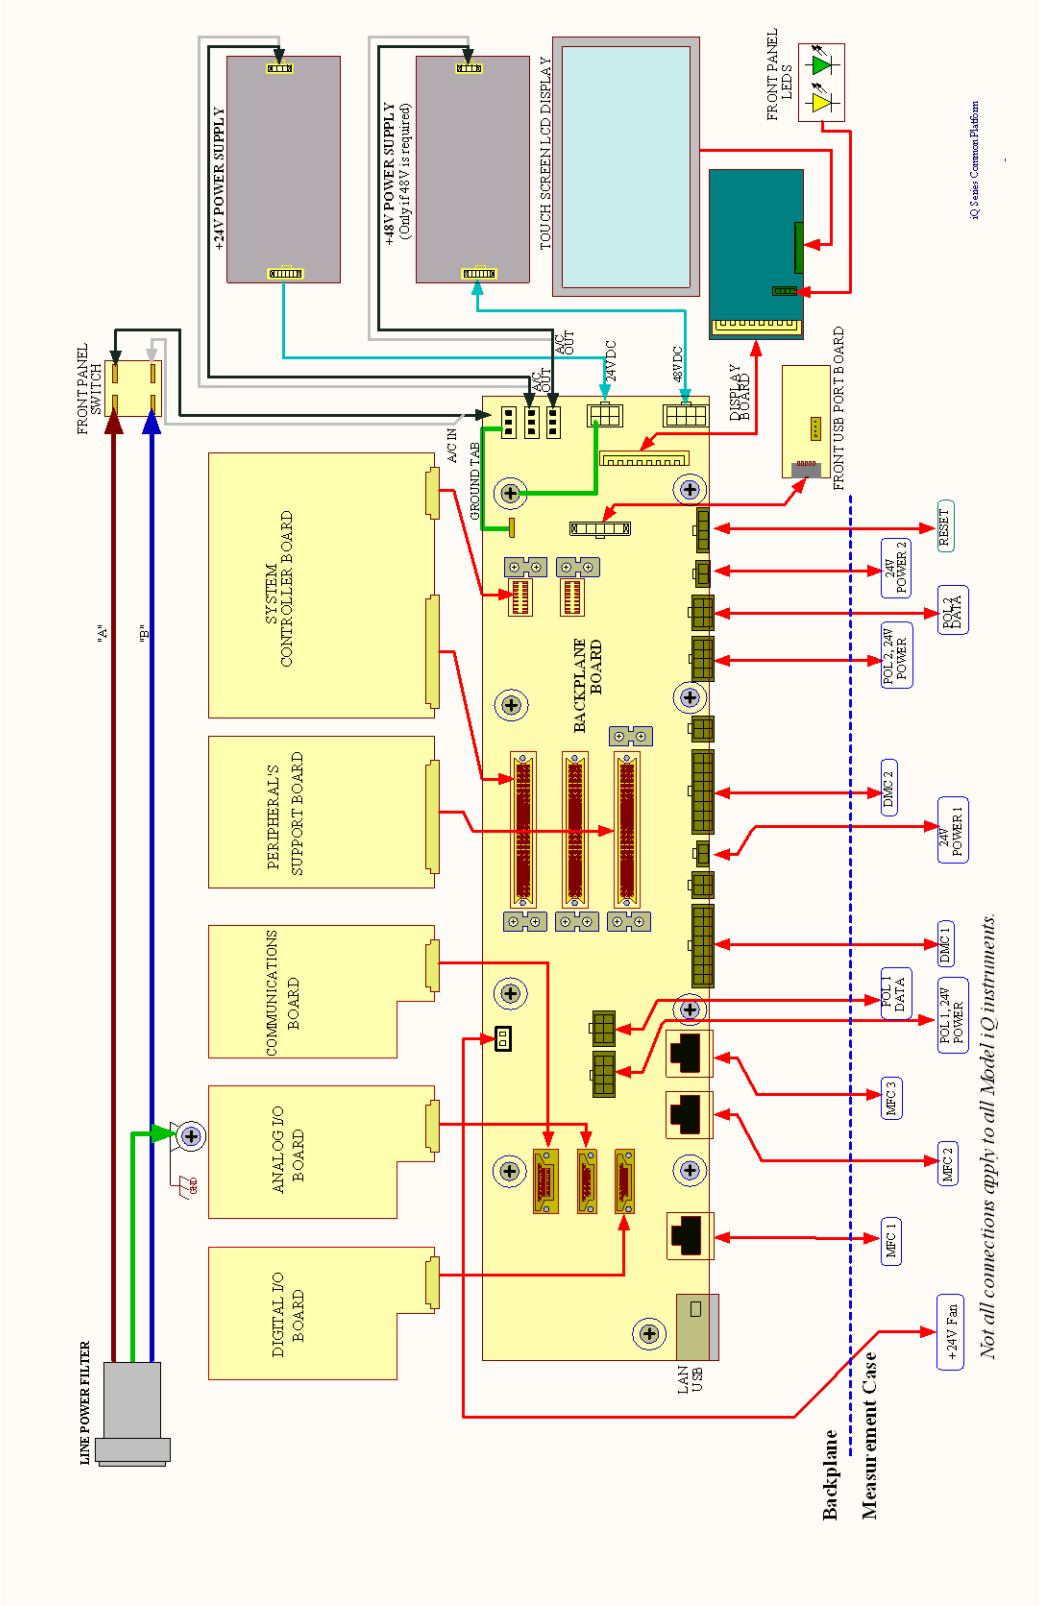 LINE POWER FILTER
"A"
"B"
GND
FRONT PANEL
SWITCH
+24V POWER SUPPLY
+48V POWER SUPPLY
(Only if 48V is required)
TOUCH SCREEN LCD DISPLAY
FRONT PANEL
LEDS
iQ Series Common Platform
DIGITAL I/O
BOARD
ANALOG I/O
BOARD
COMMUNICATIONS
BOARD
PERIPHERAL'S
SUPPORT BOARD
SYSTEM
CONTROLLER BOARD
A/C IN
GROUND TAB
A/C
OUT
A/C
OUT
24VDC
48VDC
DISPLAY
BOARD
FRONT USB PORT BOARD
BACKPLANE
BOARD
LAN
USB
RESET
24V
POWER 2
POL 2
DATA
POL 2, 24V
POWER
DMC 2
24V
POWER 1
DMC 1
POL 1
DATA
POL 1, 24V
POWER
MFC 3
MFC 2
MFC 1
+24V Fan
Backplane
Measurement Case
Not all connections apply to all Model iQ instruments.